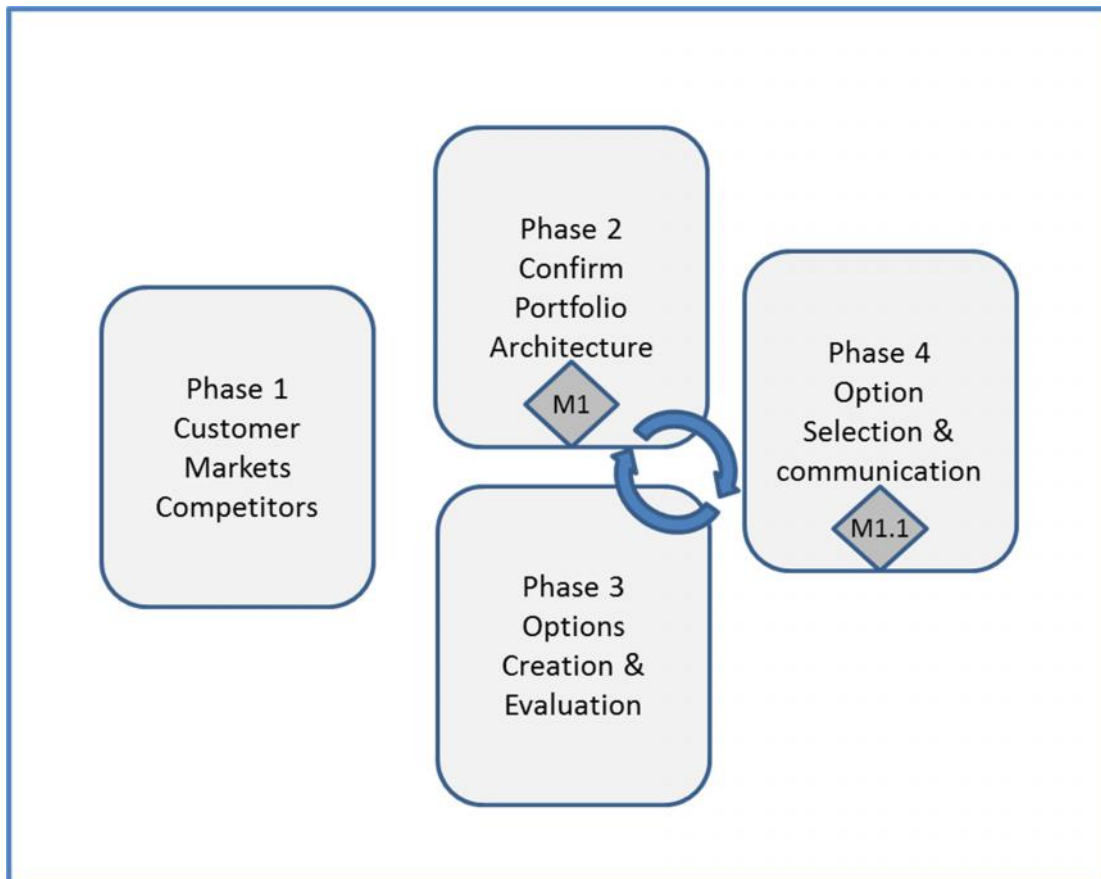 Phase 1
Customer
Markets
Competitors
Phase 2
Confirm
Portfolio
Architecture
M1
Phase 3
Options
Creation &
Evaluation
Phase 4
Option
Selection &
communication
M1.1